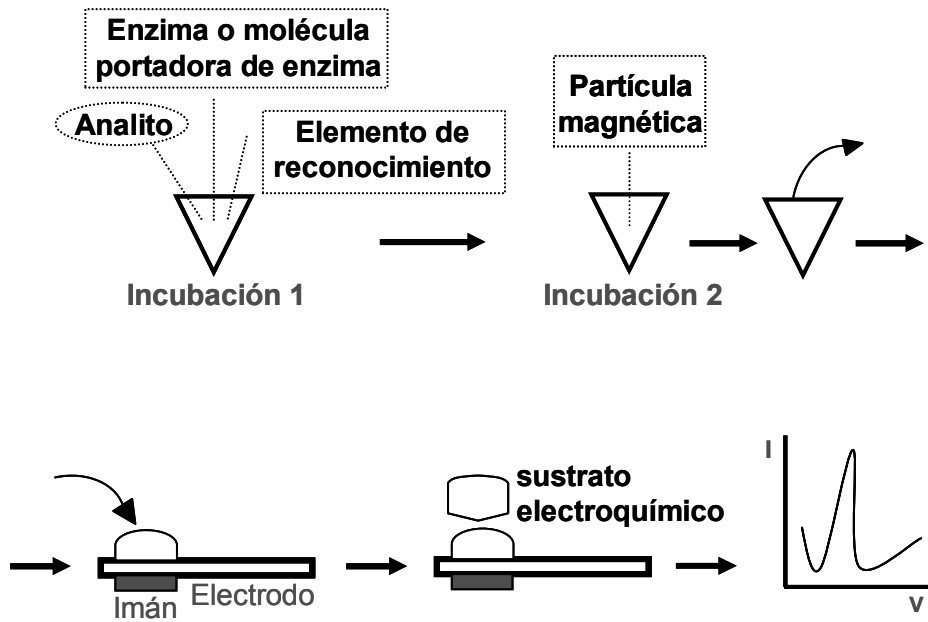 Enzima o molécula
portadora de enzima
Analito
Elemento de
reconocimiento
Incubación 1
Partícula
magnética
Incubación 2
Imán
Electrodo
sustrato
electroquímico
I
V